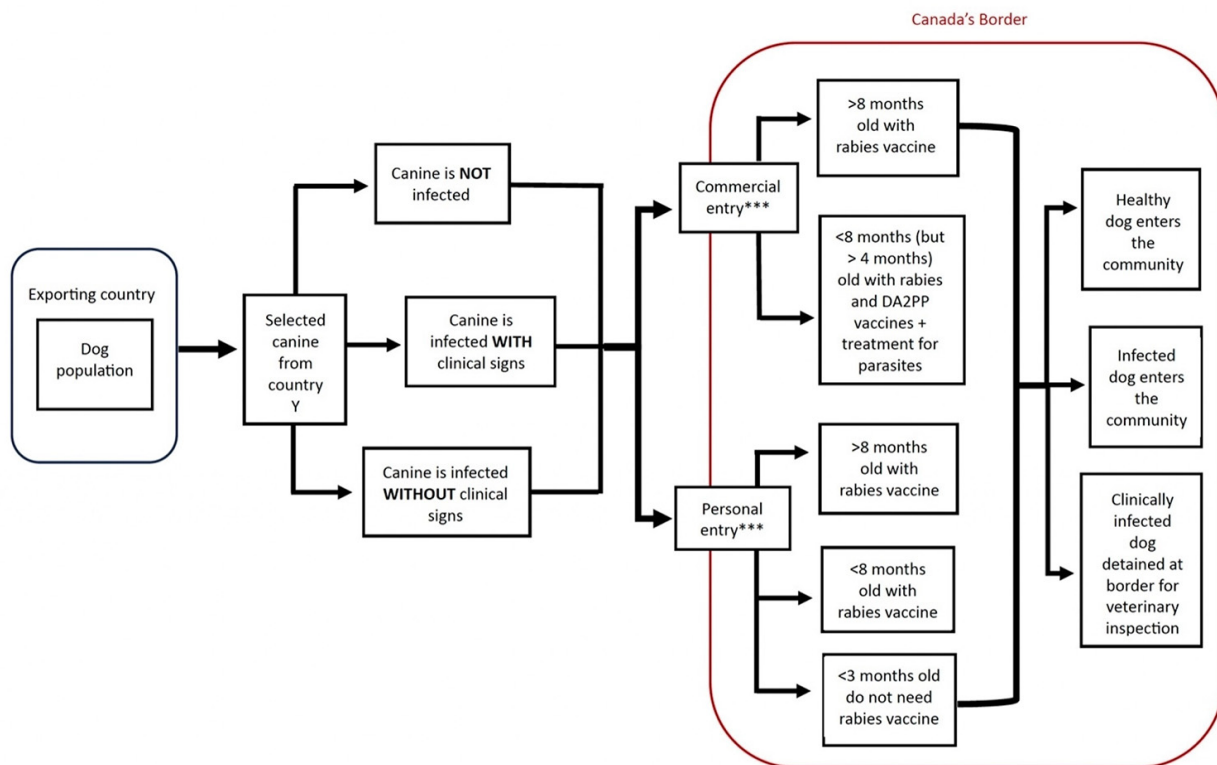 Canada's Border
Exporting country
Dog
population
Selected
canine
from
country
Y
Canine is NOT
infected
Canine is
infected WITH
clinical signs
Canine is infected
WITHOUT clinical
signs
Commercial
entry***
Personal
entry***
>8 months
old with
rabies vaccine
<8 months (but
> 4 months)
old with rabies
and DA2PP
vaccines +
treatment for
parasites
>8 months
old with
rabies vaccine
<8 months
old with
rabies vaccine
<3 months old
do not need
rabies vaccine
Healthy
dog enters
the
community
Infected
dog enters
the
community
Clinically
infected
dog
detained at
border for
veterinary
inspection